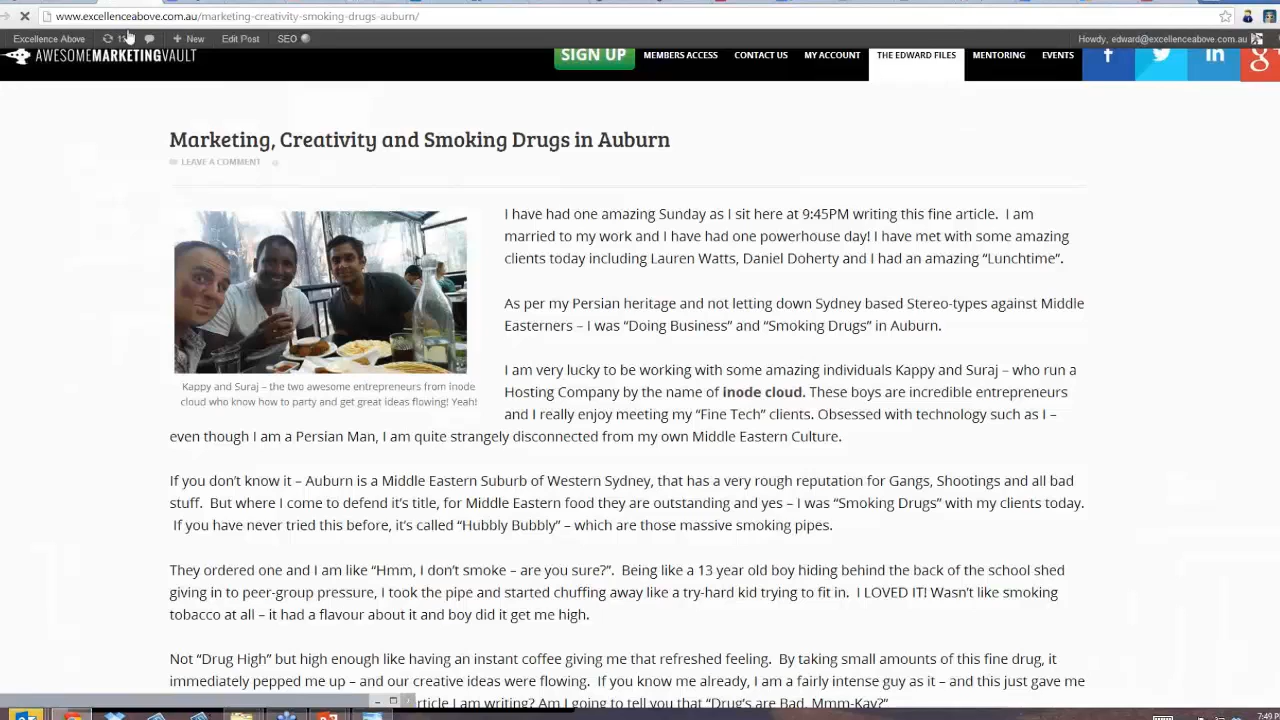 www.excellenceabove.com.au/marketing-creativity-smoking-drugs-auburn/
Excellence Above
New
Edit Post
SEO
Howdy, edward@excellenceabove.com.au
AWESOMEMARKETINGVAULT
SIGN UP
MEMBERS ACCESS
CONTACT US
MY ACCOUNT
THE EDWARD FILES
MENTORING
EVENTS
Marketing, Creativity and Smoking Drugs in Auburn
LEAVE A COMMENT
I have had one amazing Sunday as I sit here at 9:45PM writing this fine article.  I am
married to my work and I have had one powerhouse day! I have met with some amazing
clients today including Lauren Watts, Daniel Doherty and I had an amazing “Lunchtime”.
As per my Persian heritage and not letting down Sydney based Stereo-types against Middle
Easterners – I was “Doing Business” and “Smoking Drugs” in Auburn.
Kappy and Suraj – the two awesome entrepreneurs from inode
cloud who know how to party and get great ideas flowing! Yeah!
I am very lucky to be working with some amazing individuals Kappy and Suraj – who run a
Hosting Company by the name of inode cloud. These boys are incredible entrepreneurs
and I really enjoy meeting my “Fine Tech” clients. Obsessed with technology such as I –
even though I am a Persian Man, I am quite strangely disconnected from my own Middle Eastern Culture.
If you don’t know it – Auburn is a Middle Eastern Suburb of Western Sydney, that has a very rough reputation for Gangs, Shootings and all bad
stuff.  But where I come to defend it’s title, for Middle Eastern food they are outstanding and yes – I was “Smoking Drugs” with my clients today.
If you have never tried this before, it’s called “Hubbly Bubbly” – which are those massive smoking pipes.
They ordered one and I am like “Hmm, I don’t smoke – are you sure?”.  Being like a 13 year old boy hiding behind the back of the school shed
giving in to peer-group pressure, I took the pipe and started chuffing away like a try-hard kid trying to fit in.  I LOVED IT! Wasn’t like smoking
tobacco at all – it had a flavour about it and boy did it get me high.
Not “Drug High” but high enough like having an instant coffee giving me that refreshed feeling.  By taking small amounts of this fine drug, it
immediately pepped me up – and our creative ideas were flowing.  If you know me already, I am a fairly intense guy as it – and this just gave me
article I am writing? Am I going to tell you that “Drug’s are Bad, Mmm-Kay?”
7:49 PM